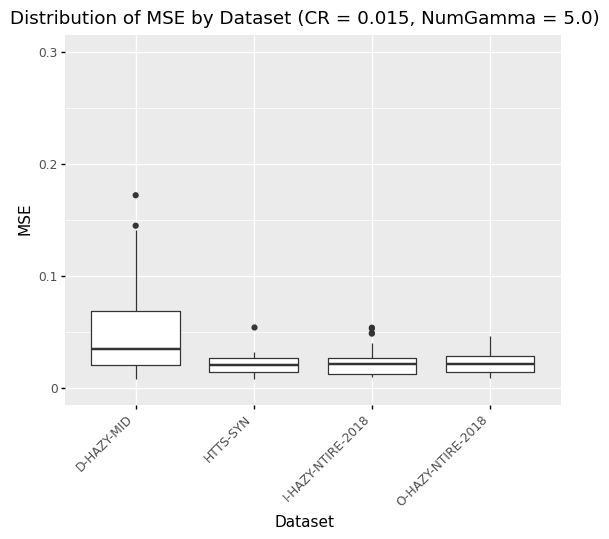 Distribution of MSE by Dataset (CR = 0.015, NumGamma = 5.0)
0.3
0.2
0.1
0
MSE
D-HAZY-MID
HTTS-SYN
I-HAZY-NTIRE-2018
O-HAZY-NTIRE-2018
Dataset